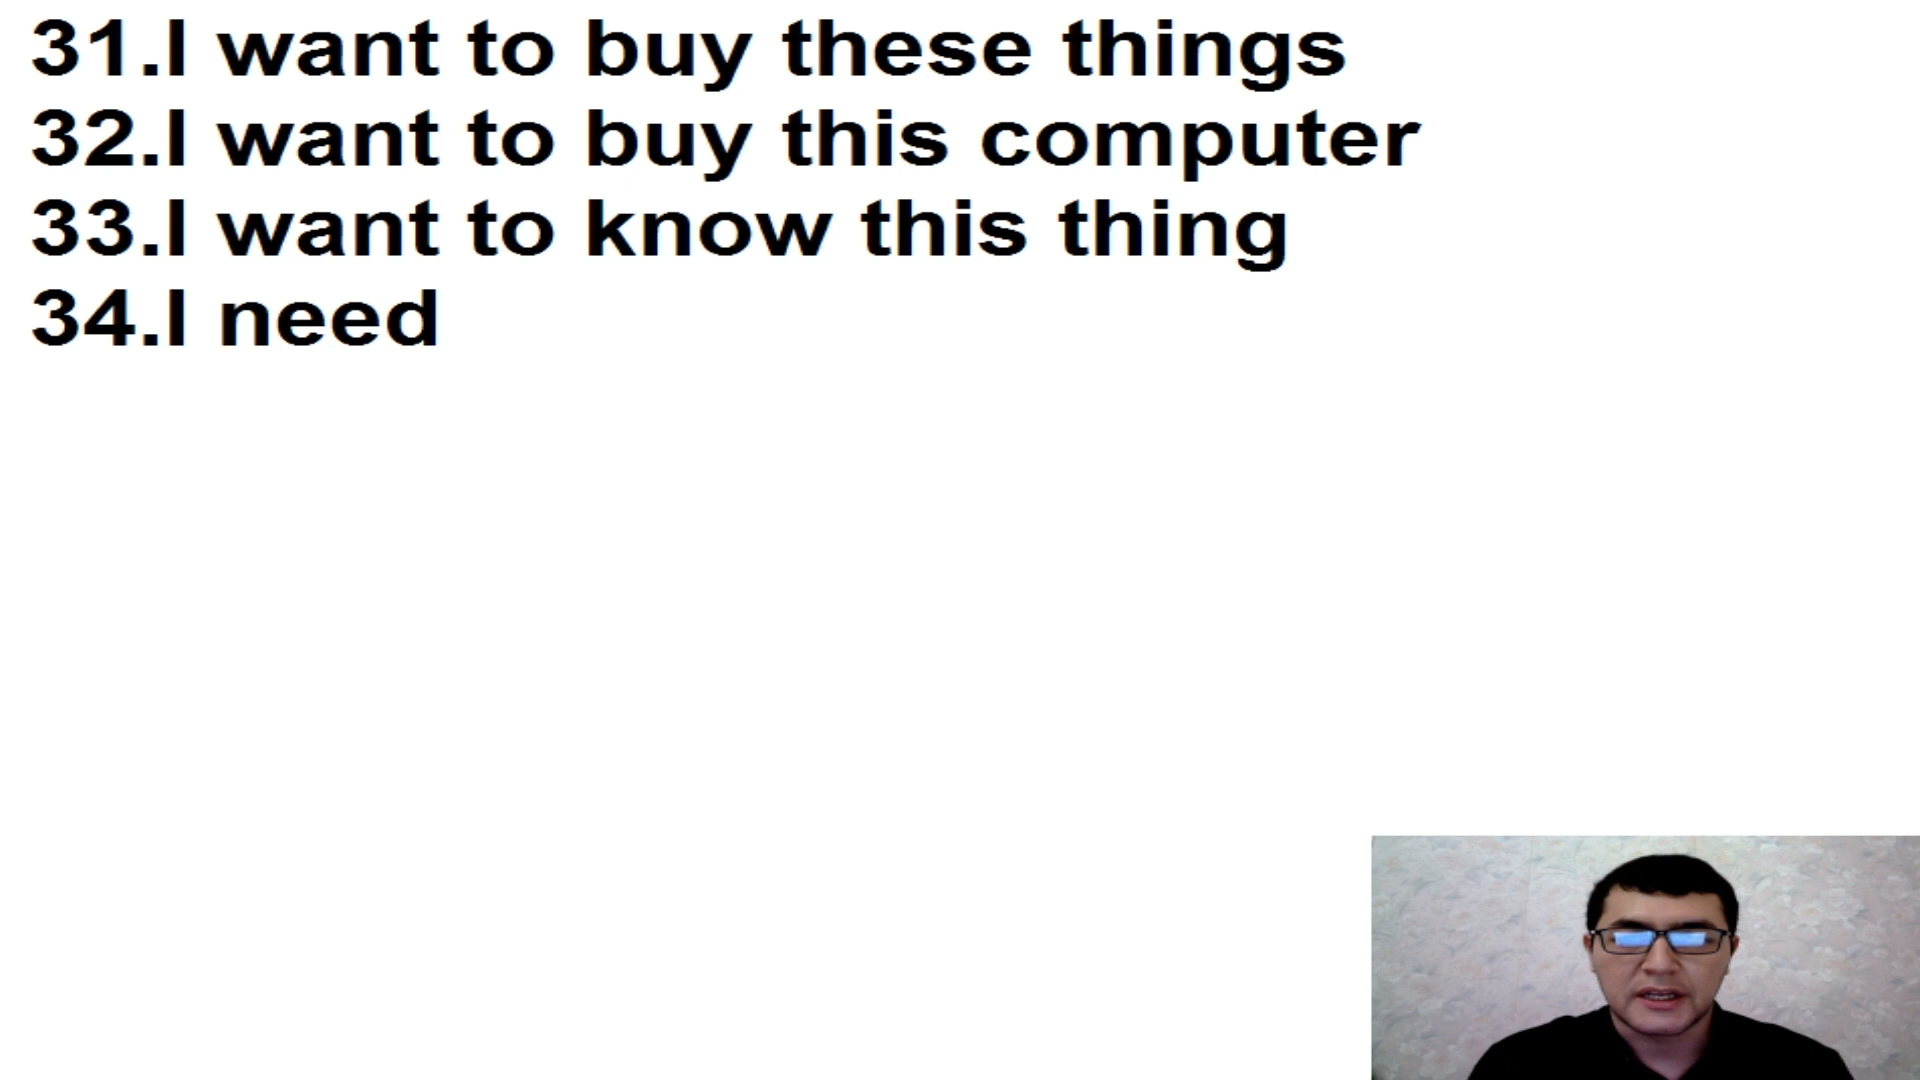 31.I want to buy these things
32.I want to buy this computer
33.I want to know this thing
34.I need